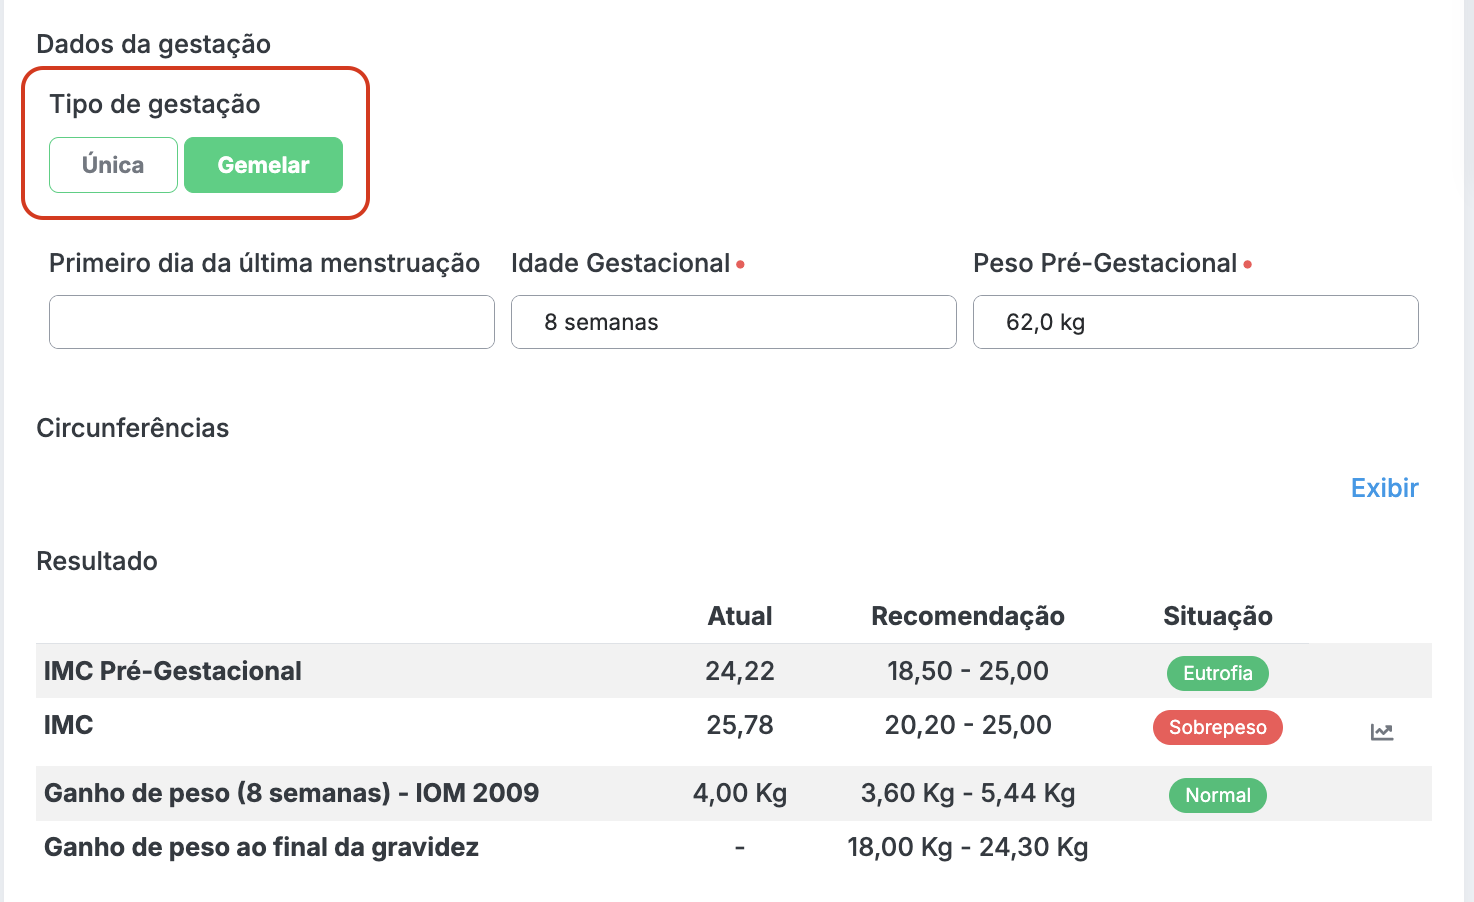 Dados da gestação
Tipo de gestação
Única Gemelar
Primeiro dia da última menstruação Idade Gestacional • Peso Pré-Gestacional •
8 semanas 62,0 kg
Circunferências
Exibir
Resultado
Atual Recomendação Situação
IMC Pré-Gestacional 24,22 18,50 - 25,00 Eutrofia
IMC 25,78 20,20 - 25,00 Sobrepeso
Ganho de peso (8 semanas) - IOM 2009 4,00 Kg 3,60 Kg - 5,44 Kg Normal
Ganho de peso ao final da gravidez - 18,00 Kg - 24,30 Kg